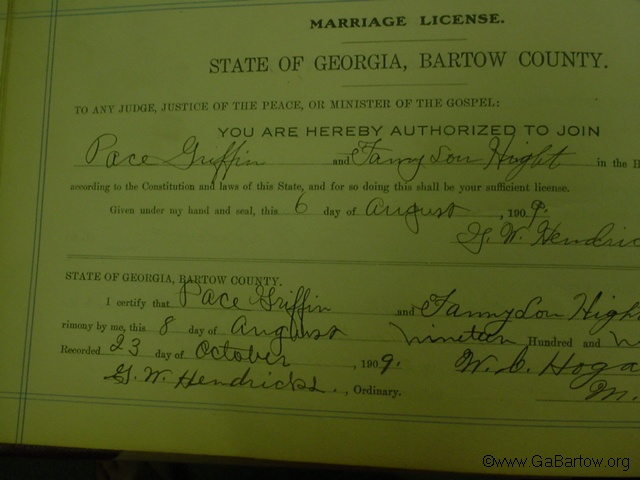 MARRIAGE LICENSE.
STATE OF GEORGIA, BARTOW COUNTY.
TO ANY JUDGE, JUSTICE OF THE PEACE, OR MINISTER OF THE GOSPEL:
YOU ARE HEREBY AUTHORIZED TO JOIN
Pace Griffin and Fanny Lou Hight in the H
according to the Constitution and laws of this State, and for so doing this shall be your sufficient license.
Given under my hand and seal, this 6 day of August, 1909.
G. W. Hendric
STATE OF GEORGIA, BARTOW COUNTY.
I certify that Pace Griffin and Fanny Lou High
rimony by me, this 8 day of August nineteen Hundred and
Recorded 23 day of October, 1909. W. Hoga
G. W. Hendricks., Ordinary. M.
©www.GaBartow.org